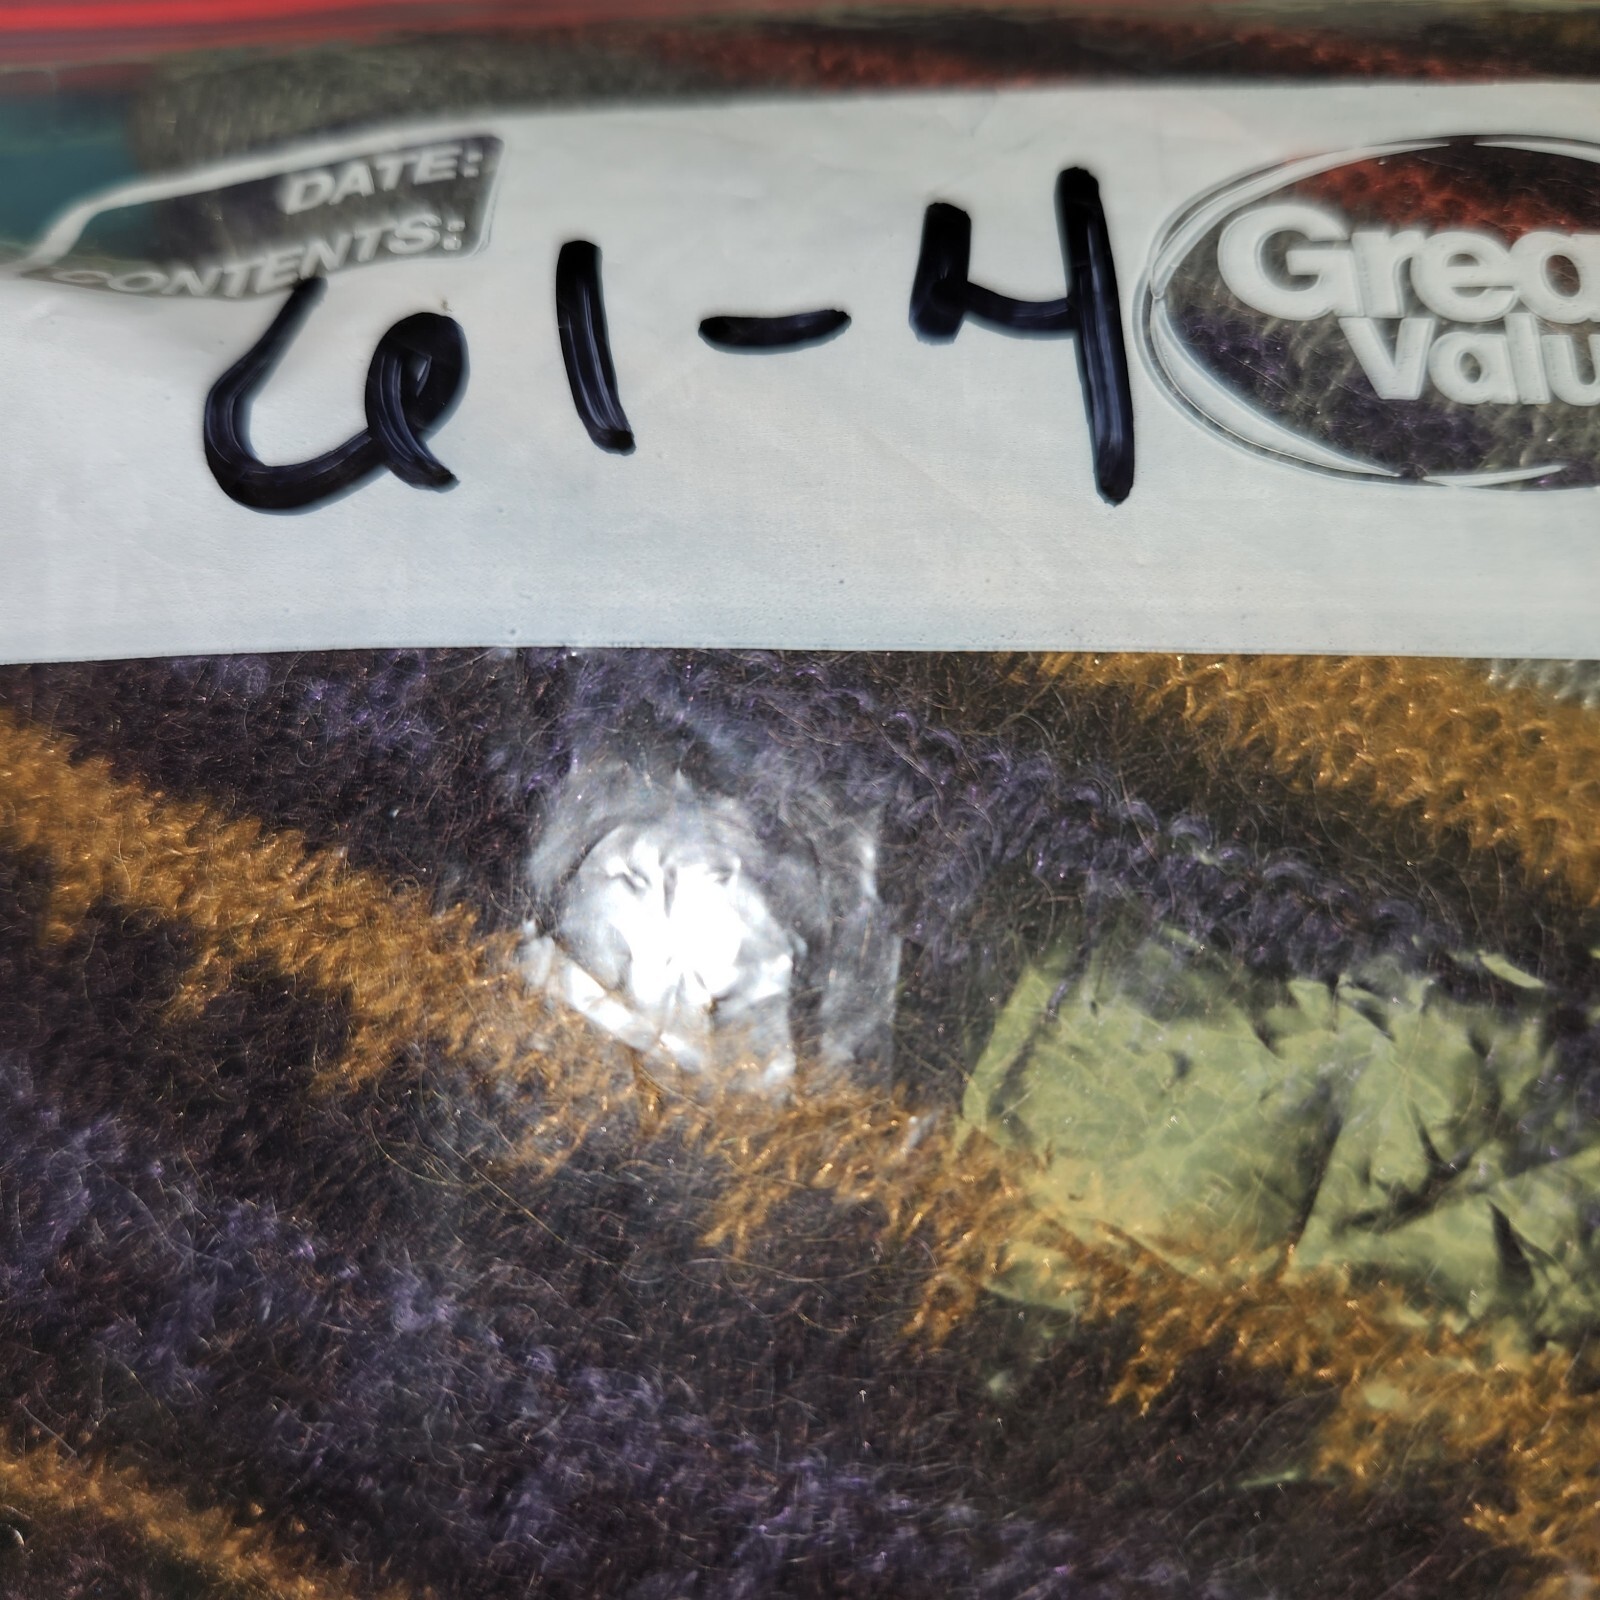 DATE:
CONTENTS:
61-4
Grea
Valu